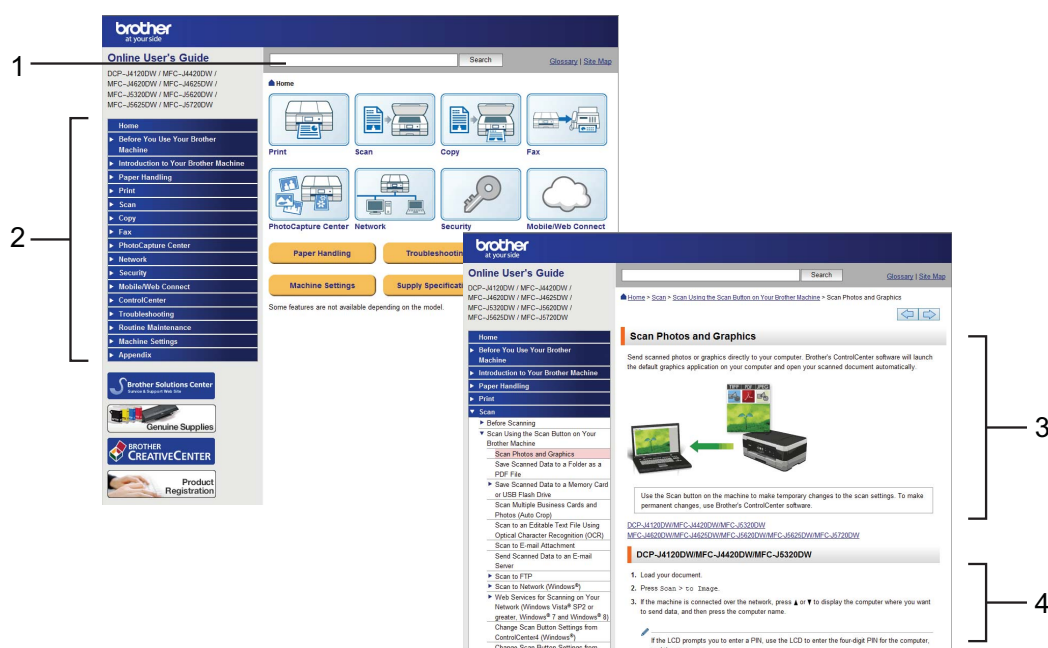 1
2
brother
at your side
Online User's Guide
DCP-J4120DW / MFC-J4420DW /
MFC-J4620DW / MFC-J4625DW /
MFC-J5320DW / MFC-J5620DW /
MFC-J5625DW / MFC-J5720DW
Home
Before You Use Your Brother
Machine
Introduction to Your Brother Machine
Paper Handling
Print
Scan
Copy
Fax
PhotoCapture Center
Network
Security
Mobile/Web Connect
ControlCenter
Troubleshooting
Routine Maintenance
Machine Settings
Appendix
Brother Solutions Center
Service & Support Web Site
Genuine Supplies
BROTHER
CREATIVECENTER
Product
Registration
Search
Glossary | Site Map
Home
Print Scan Copy Fax
PhotoCapture Center Network Security Mobile/Web Connect
Paper Handling Troubleshootin
Machine Settings Supply Specificati
Some features are not available depending on the model.
brother
at your side
Online User's Guide
DCP-J4120DW / MFC-J4420DW /
MFC-J4620DW / MFC-J4625DW /
MFC-J5320DW / MFC-J5620DW /
MFC-J5625DW / MFC-J5720DW
Home
Before You Use Your Brother
Machine
Introduction to Your Brother Machine
Paper Handling
Print
Scan
Before Scanning
Scan Using the Scan Button on Your
Brother Machine
Scan Photos and Graphics
Save Scanned Data to a Folder as a
PDF File
Save Scanned Data to a Memory Card
or USB Flash Drive
Scan Multiple Business Cards and
Photos (Auto Crop)
Scan to an Editable Text File Using
Optical Character Recognition (OCR)
Scan to E-mail Attachment
Send Scanned Data to an E-mail
Server
Scan to FTP
Scan to Network (Windows®)
Web Services for Scanning on Your
Network (Windows Vista® SP2 or
greater, Windows® 7 and Windows® 8)
Change Scan Button Settings from
ControlCenter4 (Windows®)
Change Scan Button Settings from
Search
Glossary | Site Map
Home > Scan > Scan Using the Scan Button on Your Brother Machine > Scan Photos and Graphics
Scan Photos and Graphics
Send scanned photos or graphics directly to your computer. Brother's ControlCenter software will launch
the default graphics application on your computer and open your scanned document automatically.
TIFF PDF JPEG
Use the Scan button on the machine to make temporary changes to the scan settings. To make
permanent changes, use Brother's ControlCenter software.
DCP-J4120DW/MFC-J4420DW/MFC-J5320DW
MFC-J4620DW/MFC-J4625DW/MFC-J5620DW/MFC-J5625DW/MFC-J5720DW
DCP-J4120DW/MFC-J4420DW/MFC-J5320DW
1. Load your document.
2. Press Scan > to Image.
3. If the machine is connected over the network, press ▲ or ▼ to display the computer where you want
to send data, and then press the computer name.
If the LCD prompts you to enter a PIN, use the LCD to enter the four-digit PIN for the computer,
3
4